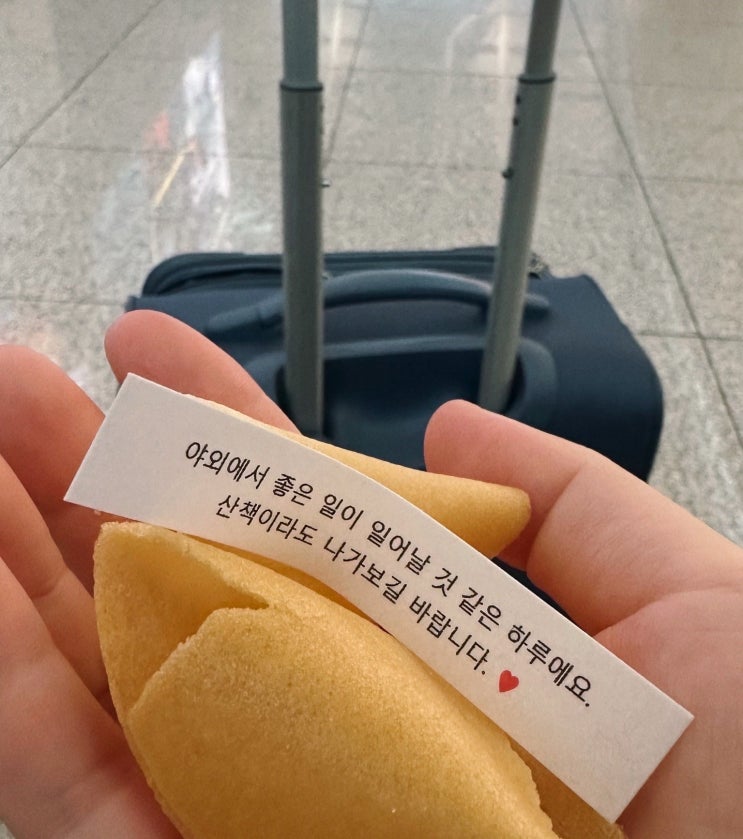 야외에서 좋은 일이 일어날 것 같은 하루에요.
산책이라도 나가보길 바랍니다. ♥